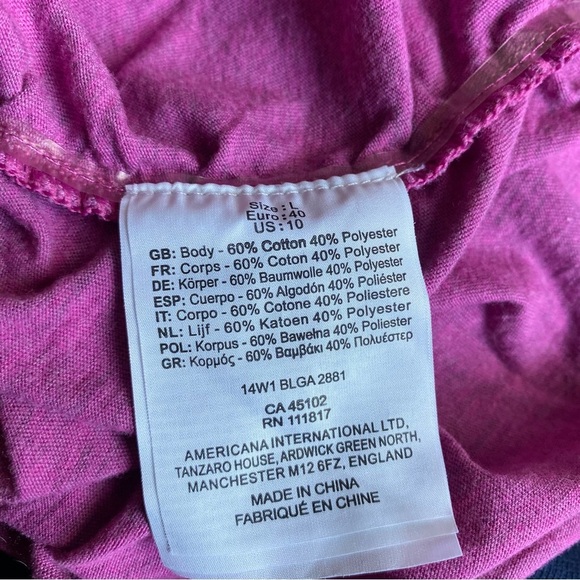 Size : L
Euro : 40
US : 10
GB: Body - 60% Cotton 40% Polyester
FR: Corps - 60% Coton 40% Polyester
DE: Körper - 60% Baumwolle 40% Polyester
ESP: Cuerpo - 60% Algodón 40% Poliéster
IT: Corpo - 60% Cotone 40% Poliestere
NL: Lijf - 60% Katoen 40% Polyester
POL: Korpus - 60% Bawełna 40% Poliester
GR: Κορμός - 60% Βαμβάκι 40% Πολυέστερ
14W1 BLGA 2881
CA 45102
RN 111817
AMERICANA INTERNATIONAL LTD,
TANZARO HOUSE, ARDWICK GREEN NORTH,
MANCHESTER M12 6FZ, ENGLAND
MADE IN CHINA
FABRIQUÉ EN CHINE